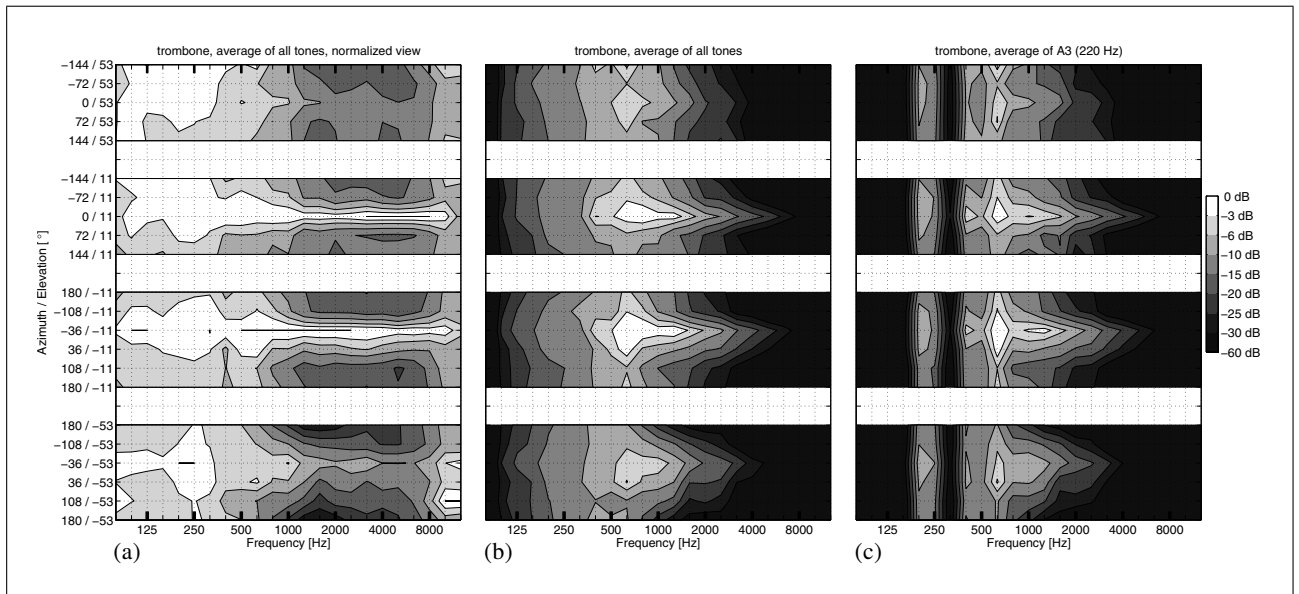 trombone, average of all tones, normalized view
trombone, average of all tones
trombone, average of A3 (220 Hz)
Azimuth / Elevation [ °]
−144 / 53
−72 / 53
0 / 53
72 / 53
144 / 53
−144 / 11
−72 / 11
0 / 11
72 / 11
144 / 11
180 / −11
−108 / −11
−36 / −11
36 / −11
108 / −11
180 / −11
180 / −53
−108 / −53
−36 / −53
36 / −53
108 / −53
180 / −53
125 250 500 1000 2000 4000 8000
Frequency [Hz]
(a)
125 250 500 1000 2000 4000 8000
Frequency [Hz]
(b)
125 250 500 1000 2000 4000 8000
Frequency [Hz]
(c)
0 dB
−3 dB
−6 dB
−10 dB
−15 dB
−20 dB
−25 dB
−30 dB
−60 dB